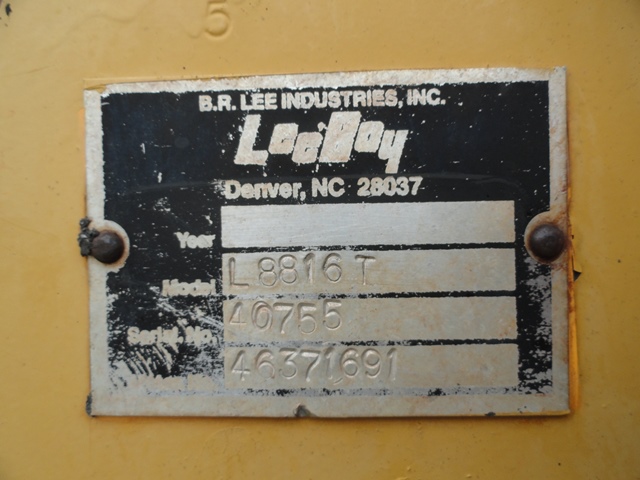 5
B.R. LEE INDUSTRIES, INC.
LeeBoy
Denver, NC 28037
Year
Model L8816T
Serial No. 40755
46371691